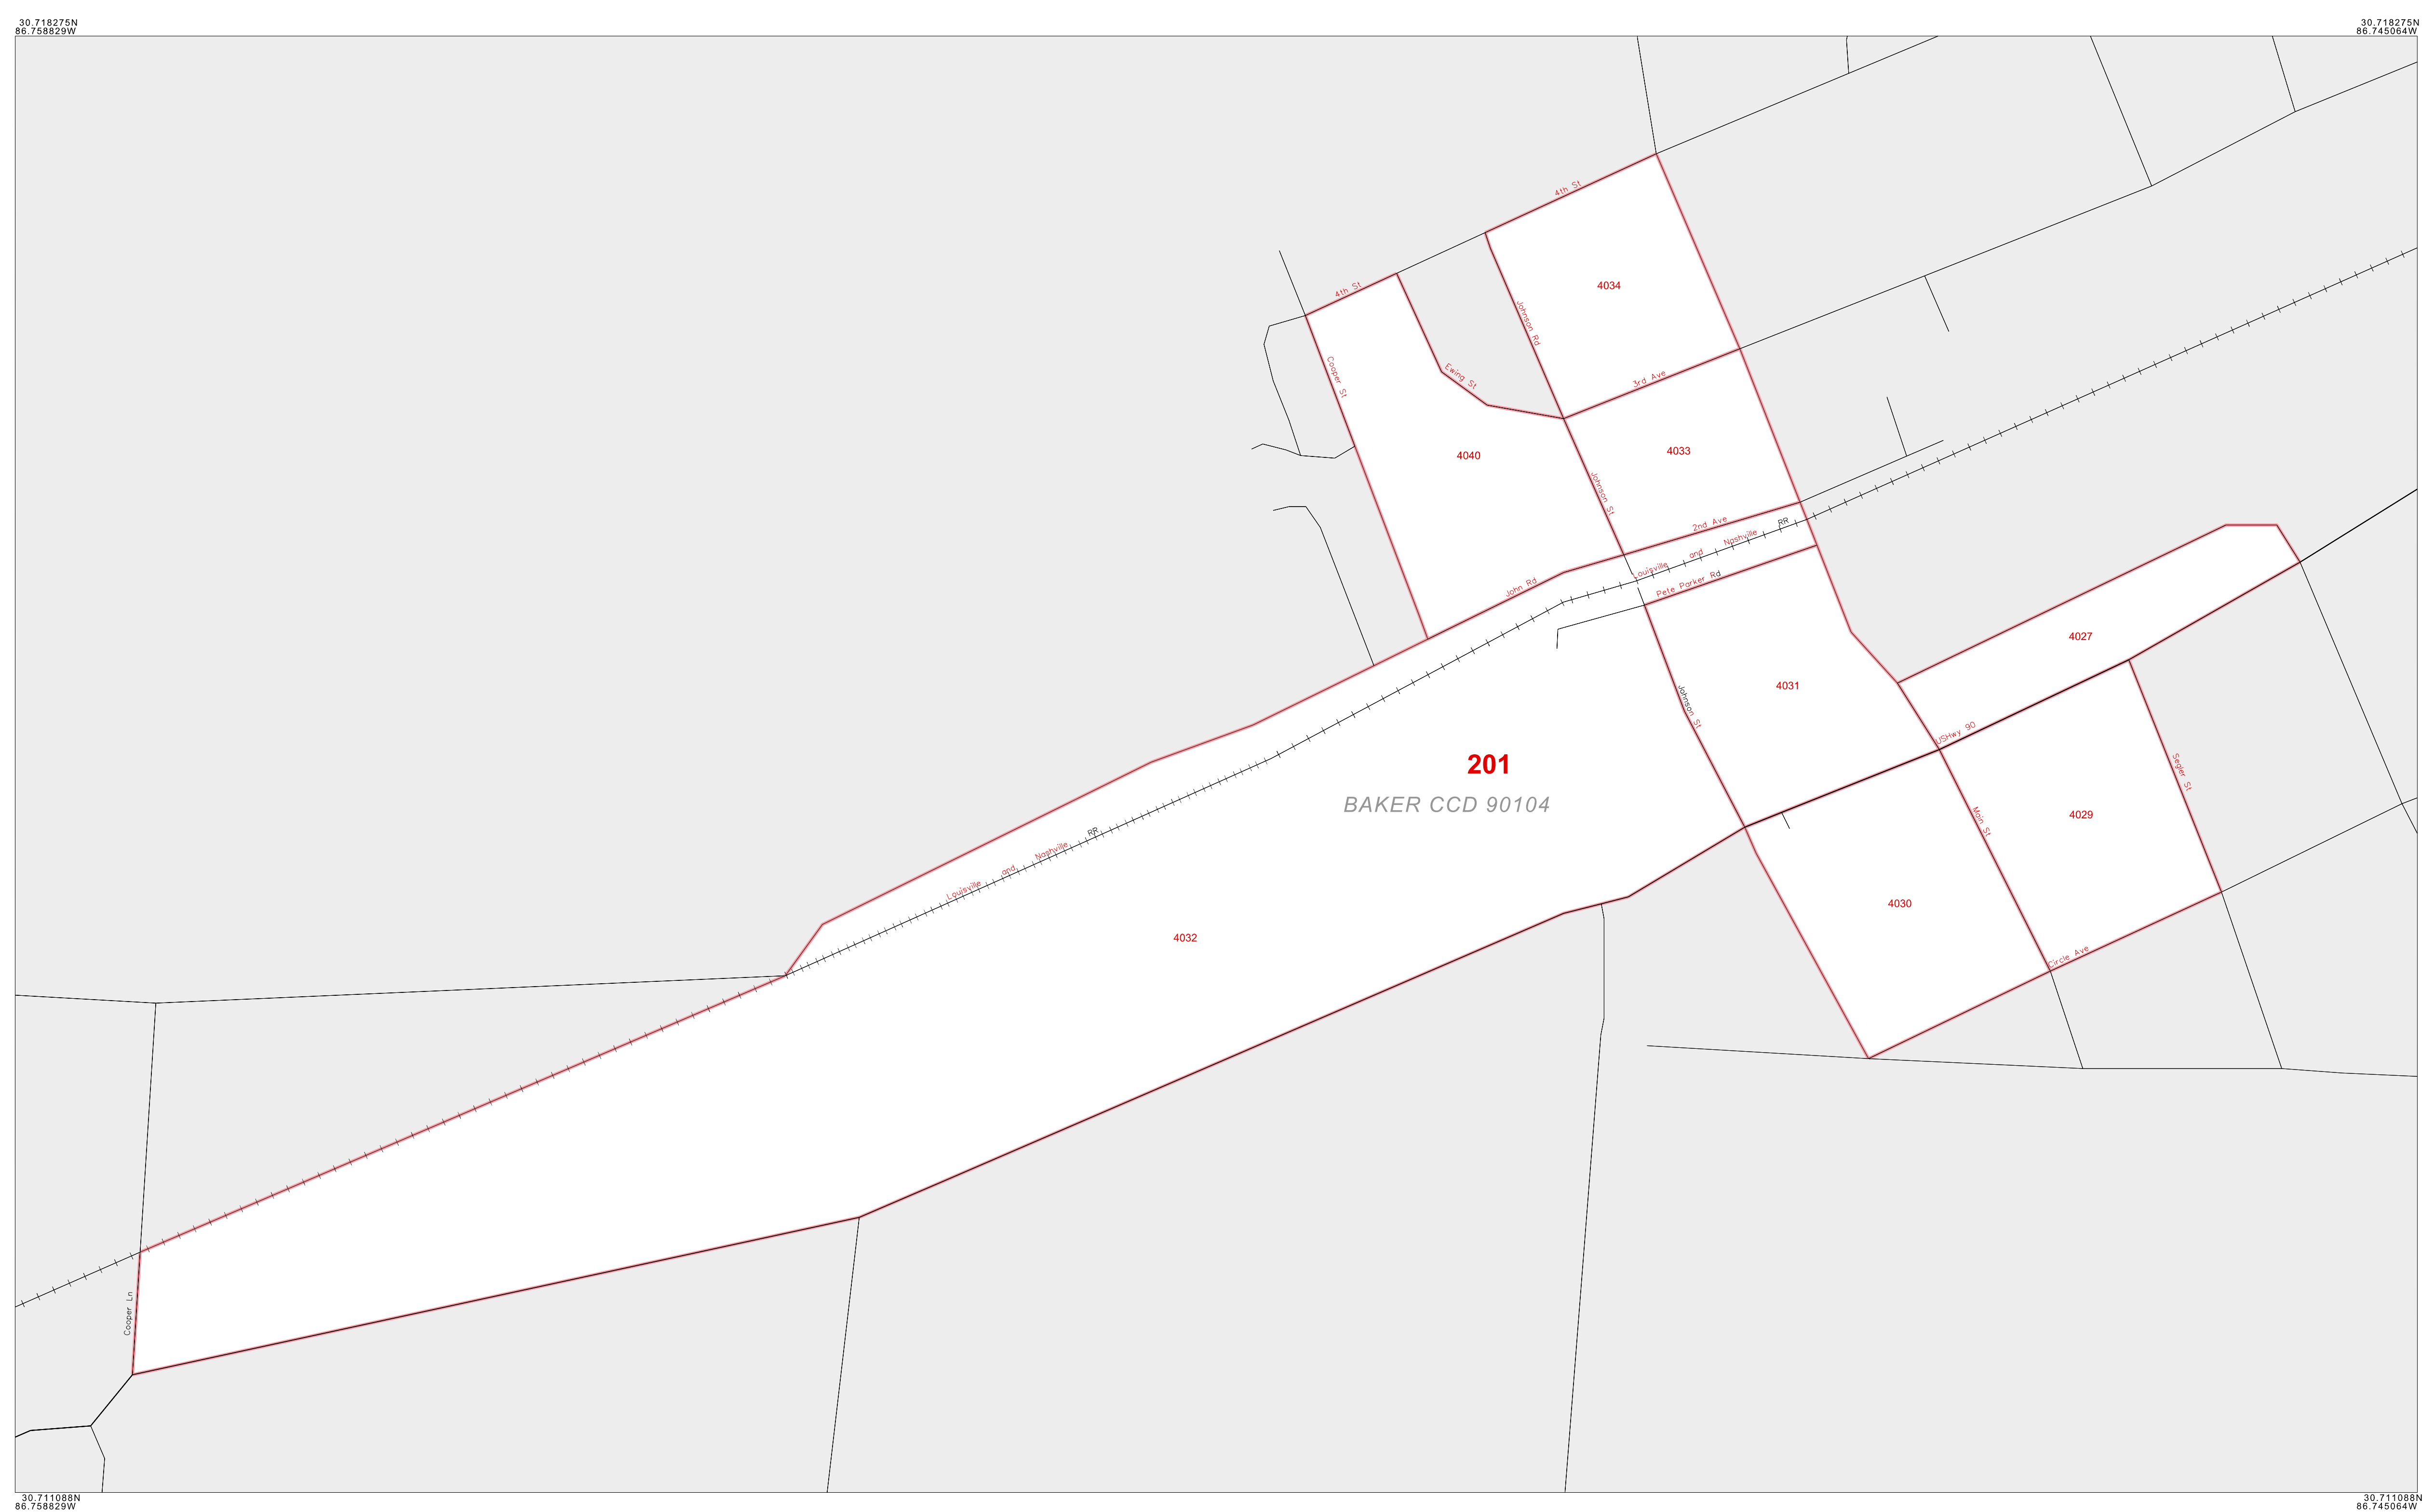 30.718275N
86.758829W
30.718275N
86.745064W
4th St
4034
4th St
Johnson Rd
Cooper St
Ewing St
3rd Ave
4040
4033
Johnson St
2nd Ave
RR
Louisville and Nashville
Pete Parker Rd
John Rd
4027
4031
Johnson St
USHwy 90
201
BAKER CCD 90104
Segler St
Main St
4029
RR
Louisville and Nashville
4030
4032
Circle Ave
Cooper Ln
30.711088N
86.758829W
30.711088N
86.745064W